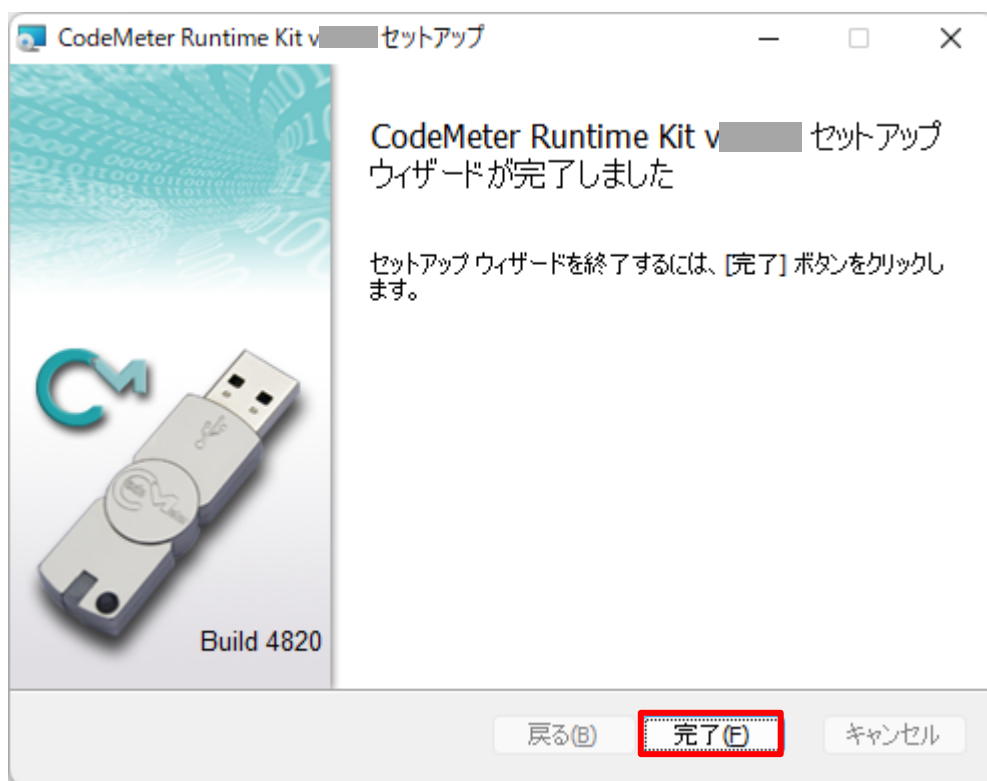 CodeMeter Runtime Kit v セットアップ
CodeMeter Runtime Kit v セットアップ
ウィザードが完了しました
セットアップ ウィザードを終了するには、[完了] ボタンをクリックし
ます。
CM
Build 4820
戻る(B)
完了(F)
キャンセル